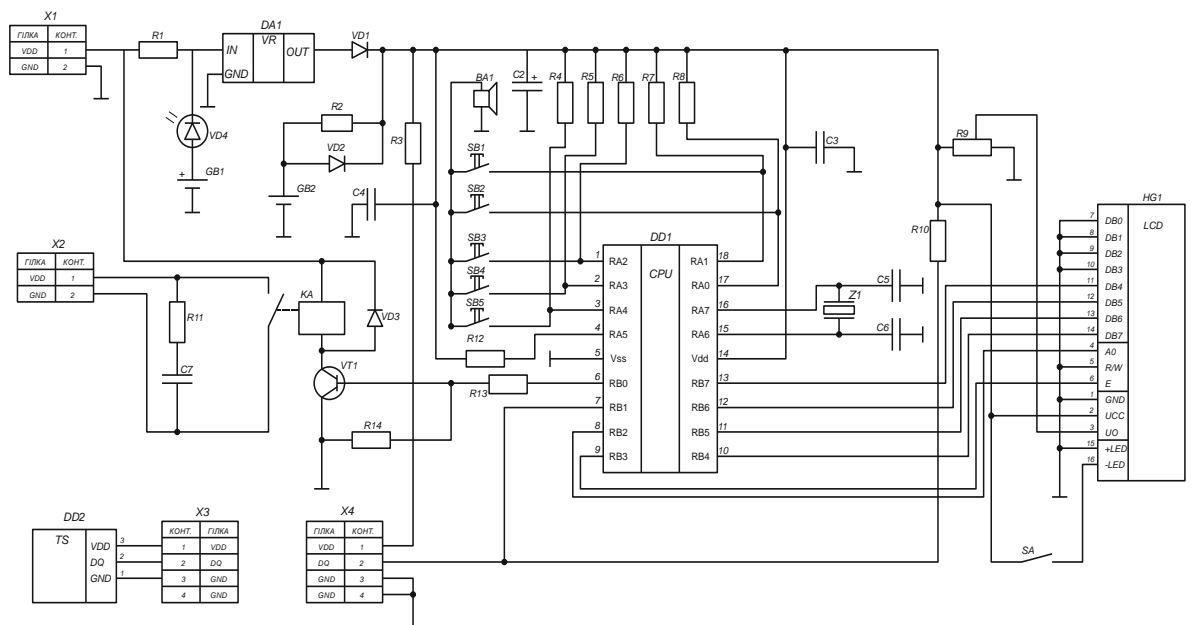 X1
ГІЛКА КОНТ.
VDD 1
GND 2
R1
DA1
IN VR OUT
GND
VD1
VD4
GB1
+
R2
VD2
GB2
R3
C4
BA1
C2 +
R4 R5 R6 R7 R8
SB1
SB2
SB3
SB4
SB5
C3
R9
R10
X2
ГІЛКА КОНТ.
VDD 1
GND 2
R11
C7
KA
VD3
VT1
R12
R13
R14
DD1
CPU
1 RA2 RA1 18
2 RA3 RA0 17
3 RA4 RA7 16
4 RA5 RA6 15
5 Vss Vdd 14
6 RB0 RB7 13
7 RB1 RB6 12
8 RB2 RB5 11
9 RB3 RB4 10
Z1
C5
C6
HG1
LCD
7 DB0
8 DB1
9 DB2
10 DB3
11 DB4
12 DB5
13 DB6
14 DB7
4 A0
5 R/W
6 E
1 GND
2 UCC
3 UO
15 +LED
16 -LED
SA
DD2
TS
VDD 3
DQ 2
GND 1
X3
КОНТ. ГІЛКА
1 VDD
2 DQ
3 GND
4 GND
X4
ГІЛКА КОНТ.
VDD 1
DQ 2
GND 3
GND 4